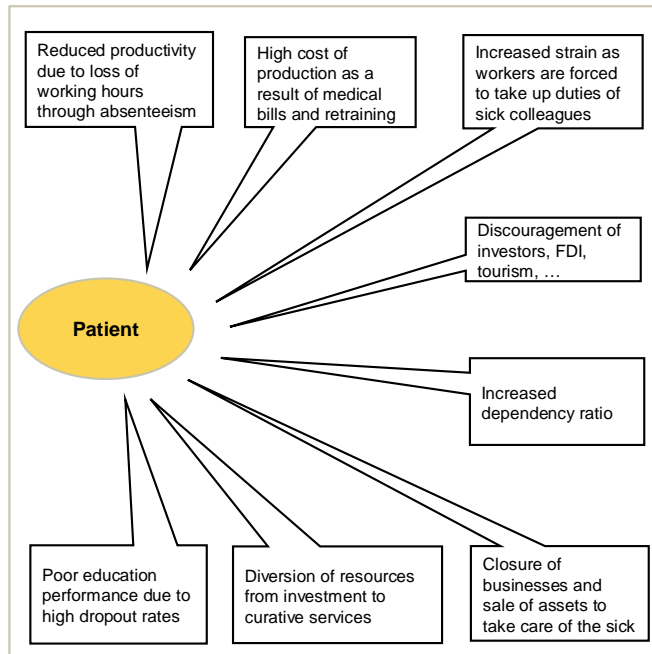 Reduced productivity
due to loss of
working hours
through absenteeism
High cost of
production as a
result of medical
bills and retraining
Increased strain as
workers are forced
to take up duties of
sick colleagues
Discouragement of
investors, FDI,
tourism, …
Patient
Increased
dependency ratio
Poor education
performance due to
high dropout rates
Diversion of resources
from investment to
curative services
Closure of
businesses and
sale of assets to
take care of the sick